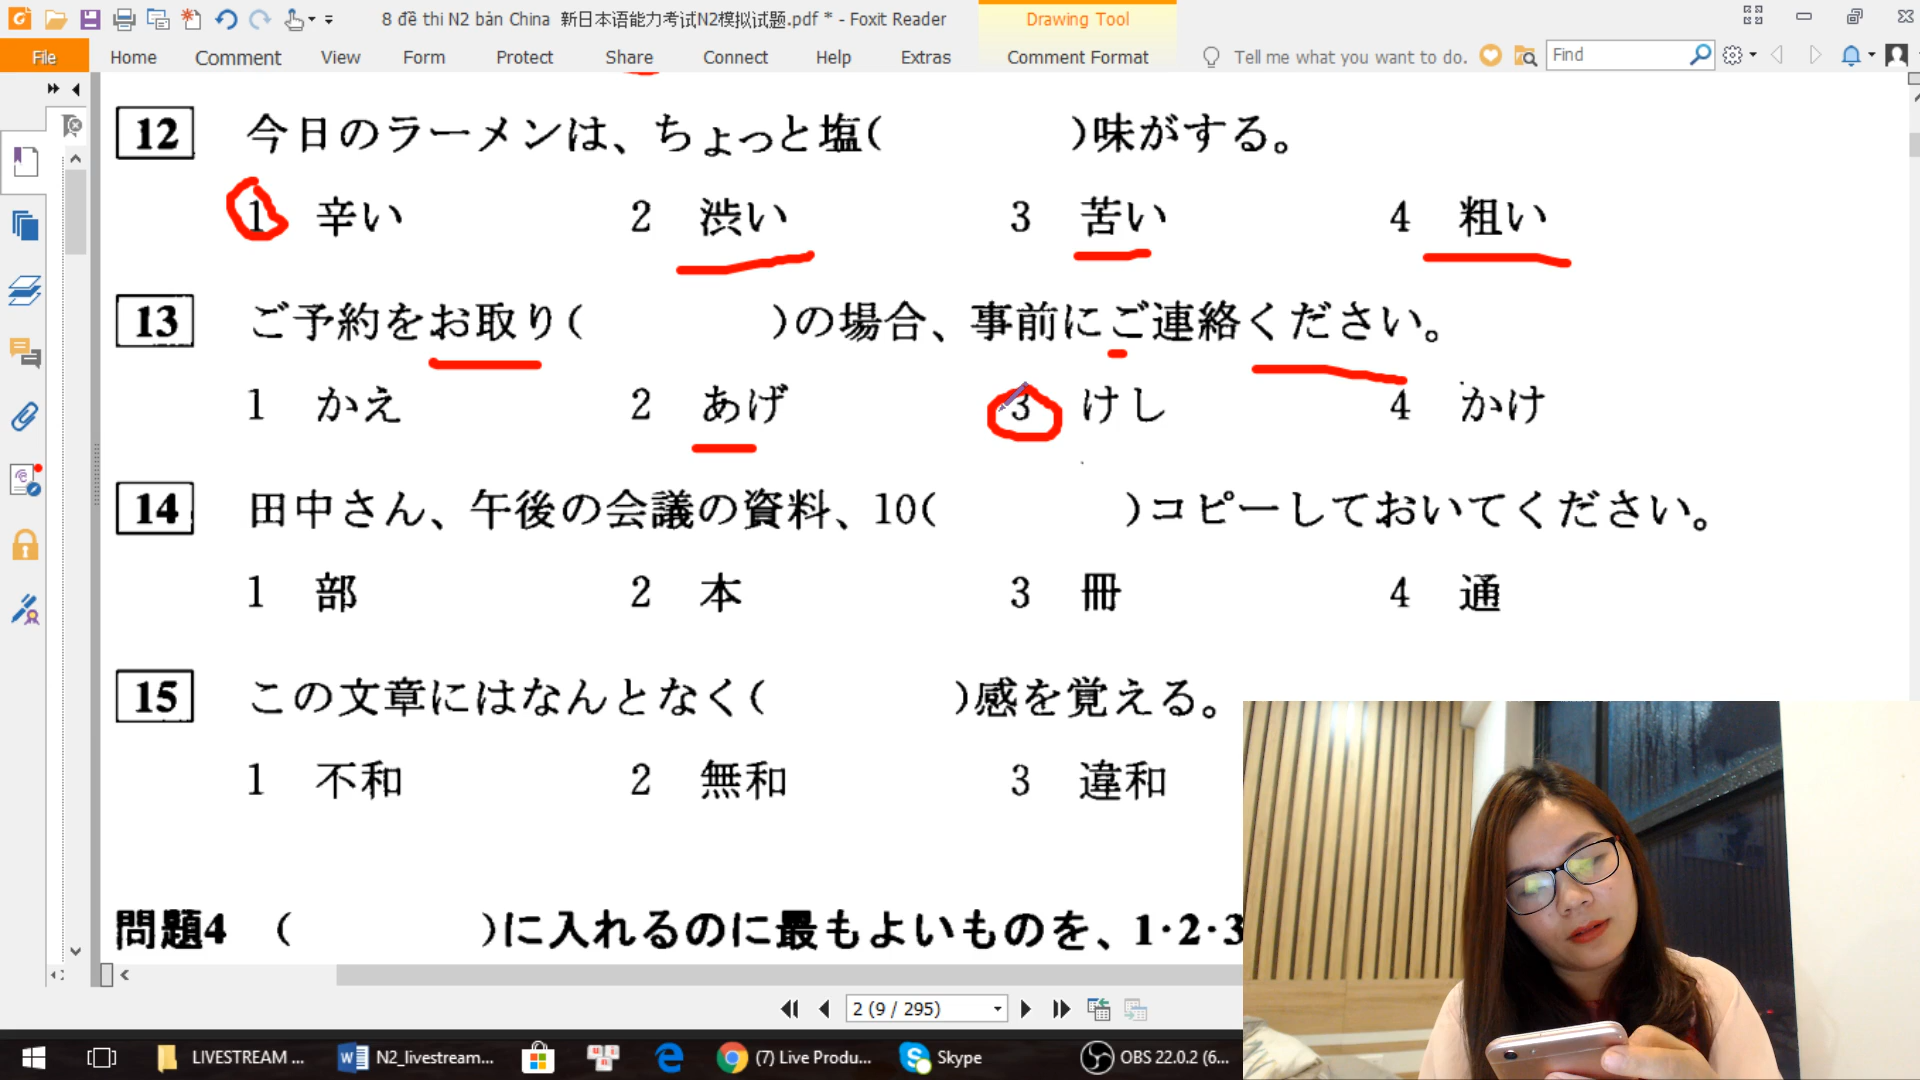 8 đề thi N2 bản China 新日本语能力考试N2模拟试题.pdf * - Foxit Reader
Drawing Tool
File Home Comment View Form Protect Share Connect Help Extras Comment Format Tell me what you want to do. Find
12 今日のラーメンは、ちょっと塩( )味がする。
1 辛い 2 渋い 3 苦い 4 粗い
13 ご予約をお取り( )の場合、事前にご連絡ください。
1 かえ 2 あげ 3 けし 4 かけ
14 田中さん、午後の会議の資料、10( )コピーしておいてください。
1 部 2 本 3 冊 4 通
15 この文章にはなんとなく( )感を覚える。
1 不和 2 無和 3 違和
問題4 ( )に入れるのに最もよいものを、1·2·3
2 (9 / 295)
LIVESTREAM ... N2_livestream... (7) Live Produ... Skype OBS 22.0.2 (6...